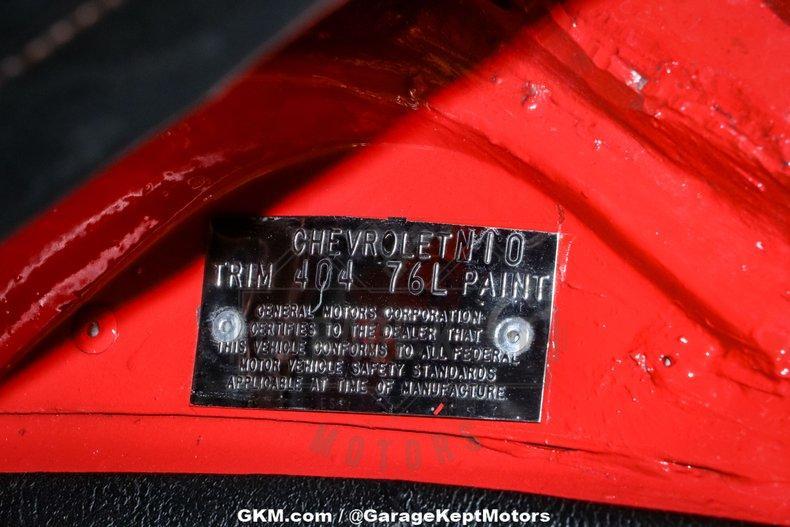 CHEVROLET N10
TRIM 404 76L PAINT
GENERAL MOTORS CORPORATION
CERTIFIES TO THE DEALER THAT
THIS VEHICLE CONFORMS TO ALL FEDERAL
MOTOR VEHICLE SAFETY STANDARDS
APPLICABLE AT TIME OF MANUFACTURE
MOTORS
GKM.com / @GarageKeptMotors